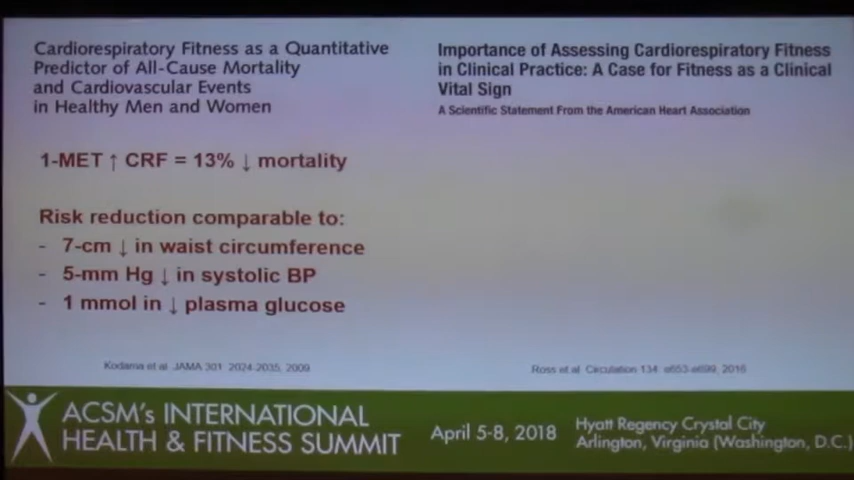 Cardiorespiratory Fitness as a Quantitative
Predictor of All-Cause Mortality
and Cardiovascular Events
in Healthy Men and Women
1-MET ↑ CRF = 13% ↓ mortality
Risk reduction comparable to:
- 7-cm ↓ in waist circumference
- 5-mm Hg ↓ in systolic BP
- 1 mmol in ↓ plasma glucose
Kodama et al. JAMA 301: 2024-2035, 2009
Importance of Assessing Cardiorespiratory Fitness
in Clinical Practice: A Case for Fitness as a Clinical
Vital Sign
A Scientific Statement From the American Heart Association
Ross et al. Circulation 134: e653-e699, 2016
ACSM's INTERNATIONAL
HEALTH & FITNESS SUMMIT
April 5-8, 2018
Hyatt Regency Crystal City
Arlington, Virginia (Washington, D.C.)